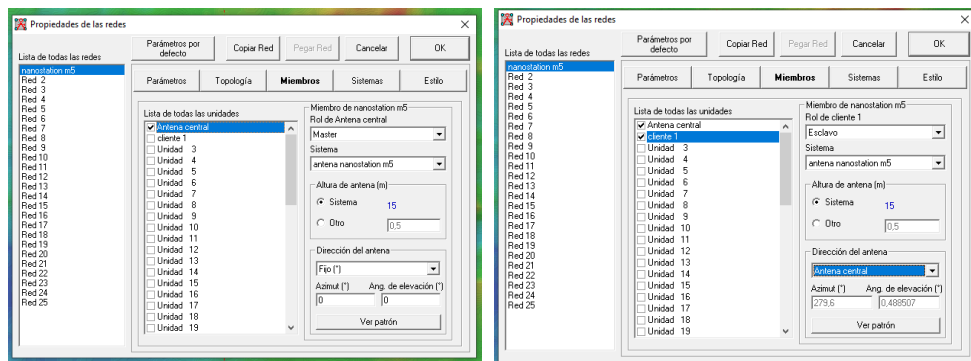 Propiedades de las redes
Parámetros por defecto
Copiar Red
Pegar Red
Cancelar
OK
Lista de todas las redes
nanostation m5
Red 2
Red 3
Red 4
Red 5
Red 6
Red 7
Red 8
Red 9
Red 10
Red 11
Red 12
Red 13
Red 14
Red 15
Red 16
Red 17
Red 18
Red 19
Red 20
Red 21
Red 22
Red 23
Red 24
Red 25
Parámetros
Topología
Miembros
Sistemas
Estilo
Lista de todas las unidades
Antena central
cliente 1
Unidad 3
Unidad 4
Unidad 5
Unidad 6
Unidad 7
Unidad 8
Unidad 9
Unidad 10
Unidad 11
Unidad 12
Unidad 13
Unidad 14
Unidad 15
Unidad 16
Unidad 17
Unidad 18
Unidad 19
Miembro de nanostation m5
Rol de Antena central
Master
Sistema
antena nanostation m5
Altura de antena (m)
Sistema 15
Otro 0,5
Dirección del antena
Fijo (°)
Azimut (°) Ang. de elevación (°)
0 0
Ver patrón
Propiedades de las redes
Parámetros por defecto
Copiar Red
Pegar Red
Cancelar
OK
Lista de todas las redes
nanostation m5
Red 2
Red 3
Red 4
Red 5
Red 6
Red 7
Red 8
Red 9
Red 10
Red 11
Red 12
Red 13
Red 14
Red 15
Red 16
Red 17
Red 18
Red 19
Red 20
Red 21
Red 22
Red 23
Red 24
Red 25
Parámetros
Topología
Miembros
Sistemas
Estilo
Lista de todas las unidades
Antena central
cliente 1
Unidad 3
Unidad 4
Unidad 5
Unidad 6
Unidad 7
Unidad 8
Unidad 9
Unidad 10
Unidad 11
Unidad 12
Unidad 13
Unidad 14
Unidad 15
Unidad 16
Unidad 17
Unidad 18
Unidad 19
Miembro de nanostation m5
Rol de cliente 1
Esclavo
Sistema
antena nanostation m5
Altura de antena (m)
Sistema 15
Otro 0,5
Dirección del antena
Antena central
Azimut (°) Ang. de elevación (°)
279,6 0,488507
Ver patrón